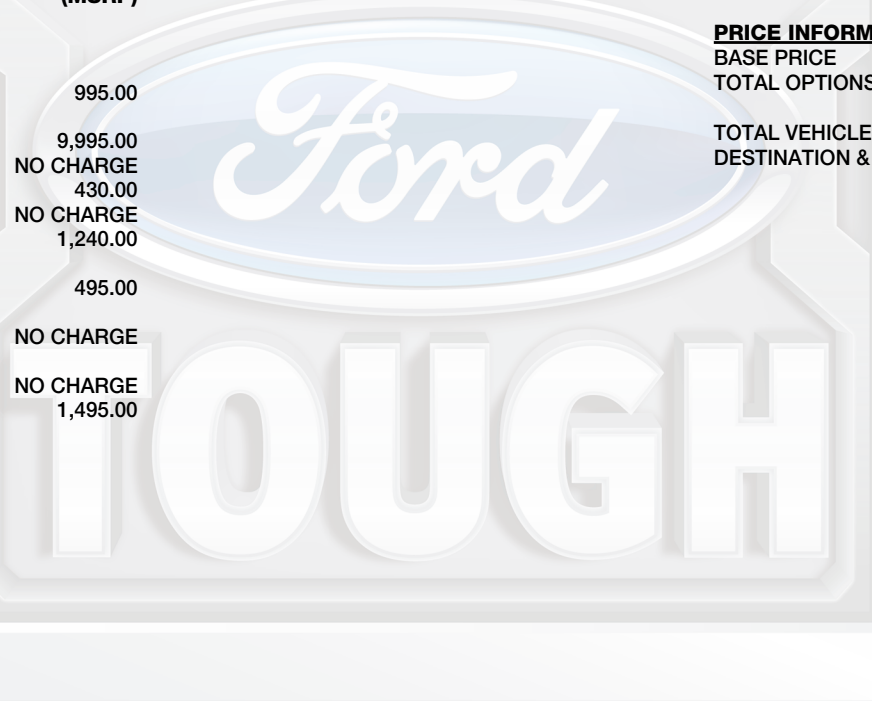 (MSRP)
995.00
9,995.00
NO CHARGE
430.00
NO CHARGE
1,240.00
495.00
NO CHARGE
NO CHARGE
1,495.00
PRICE INFORM
BASE PRICE
TOTAL OPTIONS
TOTAL VEHICLE
DESTINATION &
Ford
TOUGH